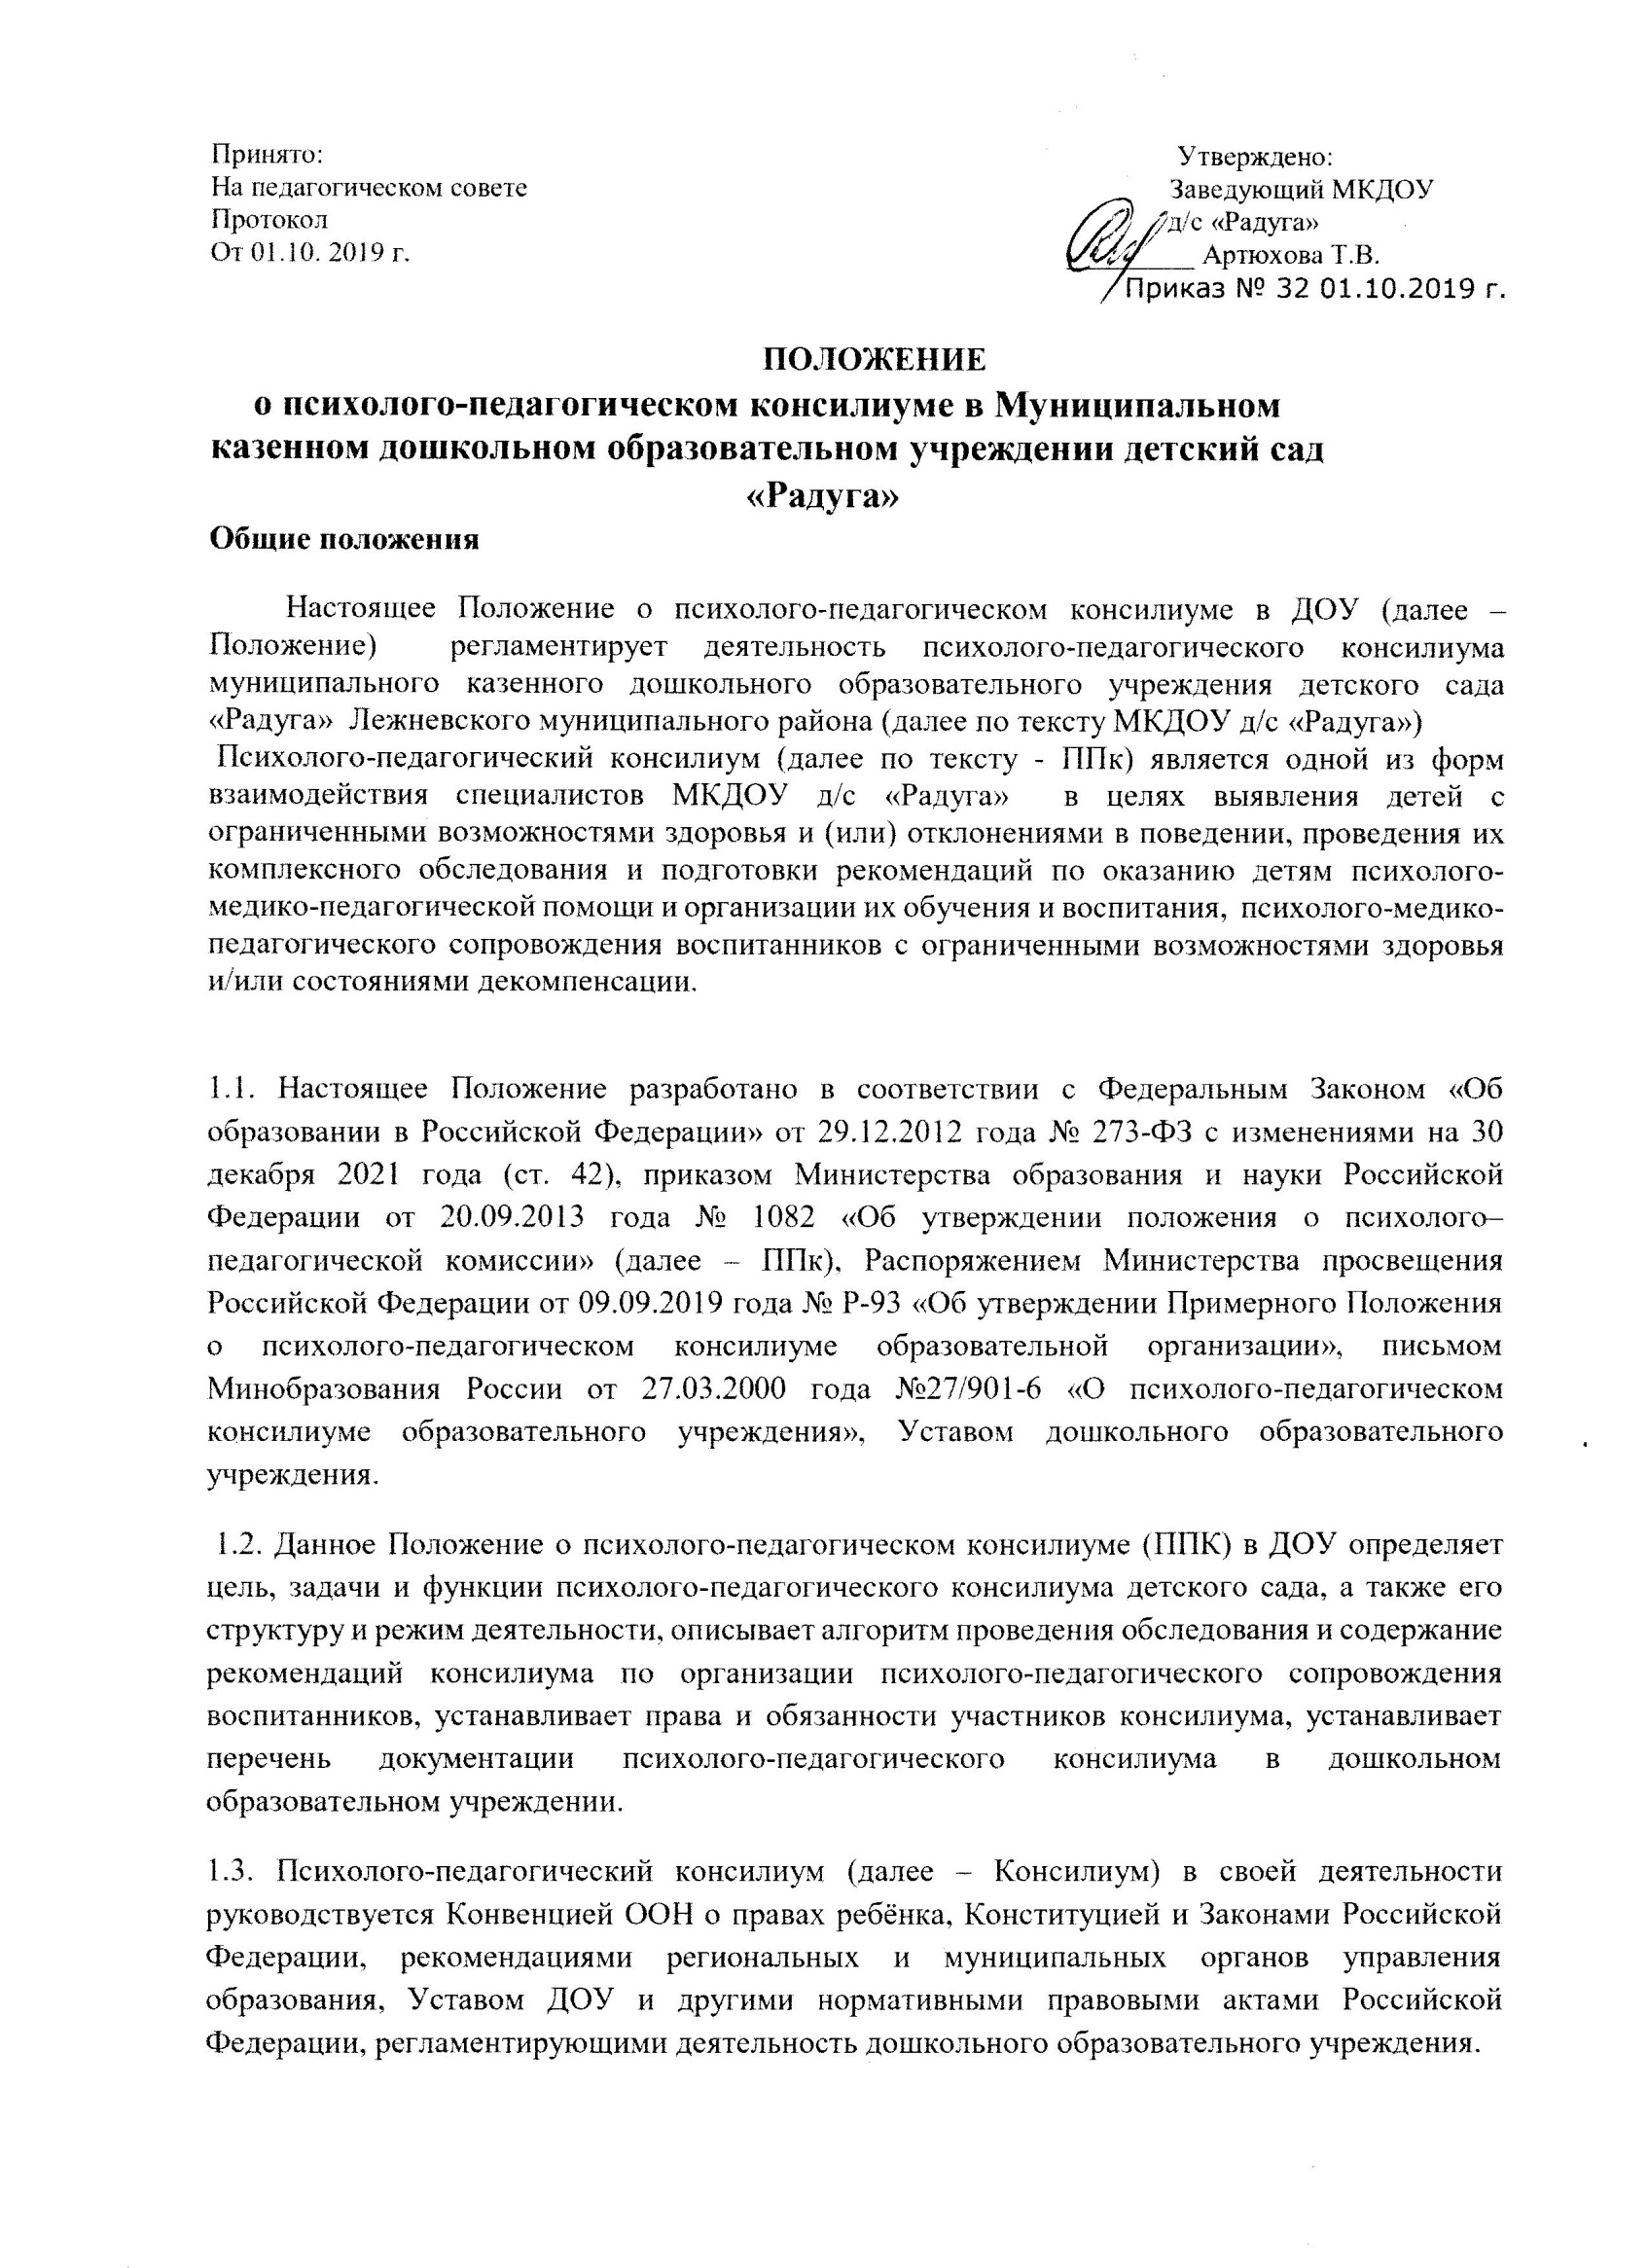 Принято:
На педагогическом совете
Протокол
От 01.10. 2019 г.
Утверждено:
Заведующий МКДОУ
д/с «Радуга»
_________ Артюхова Т.В.
Приказ № 32 01.10.2019 г.
ПОЛОЖЕНИЕ
о психолого-педагогическом консилиуме в Муниципальном
казенном дошкольном образовательном учреждении детский сад
«Радуга»
Общие положения
Настоящее Положение о психолого-педагогическом консилиуме в ДОУ (далее –
Положение) регламентирует деятельность психолого-педагогического консилиума
муниципального казенного дошкольного образовательного учреждения детского сада
«Радуга» Лежневского муниципального района (далее по тексту МКДОУ д/с «Радуга»)
Психолого-педагогический консилиум (далее по тексту - ППк) является одной из форм
взаимодействия специалистов МКДОУ д/с «Радуга» в целях выявления детей с
ограниченными возможностями здоровья и (или) отклонениями в поведении, проведения их
комплексного обследования и подготовки рекомендаций по оказанию детям психолого-
медико-педагогической помощи и организации их обучения и воспитания, психолого-медико-
педагогического сопровождения воспитанников с ограниченными возможностями здоровья
и/или состояниями декомпенсации.
1.1. Настоящее Положение разработано в соответствии с Федеральным Законом «Об
образовании в Российской Федерации» от 29.12.2012 года № 273-ФЗ с изменениями на 30
декабря 2021 года (ст. 42), приказом Министерства образования и науки Российской
Федерации от 20.09.2013 года № 1082 «Об утверждении положения о психолого–
педагогической комиссии» (далее – ППк), Распоряжением Министерства просвещения
Российской Федерации от 09.09.2019 года № Р-93 «Об утверждении Примерного Положения
о психолого-педагогическом консилиуме образовательной организации», письмом
Минобразования России от 27.03.2000 года №27/901-6 «О психолого-педагогическом
консилиуме образовательного учреждения», Уставом дошкольного образовательного
учреждения.
1.2. Данное Положение о психолого-педагогическом консилиуме (ППК) в ДОУ определяет
цель, задачи и функции психолого-педагогического консилиума детского сада, а также его
структуру и режим деятельности, описывает алгоритм проведения обследования и содержание
рекомендаций консилиума по организации психолого-педагогического сопровождения
воспитанников, устанавливает права и обязанности участников консилиума, устанавливает
перечень документации психолого-педагогического консилиума в дошкольном
образовательном учреждении.
1.3. Психолого-педагогический консилиум (далее – Консилиум) в своей деятельности
руководствуется Конвенцией ООН о правах ребёнка, Конституцией и Законами Российской
Федерации, рекомендациями региональных и муниципальных органов управления
образования, Уставом ДОУ и другими нормативными правовыми актами Российской
Федерации, регламентирующими деятельность дошкольного образовательного учреждения.